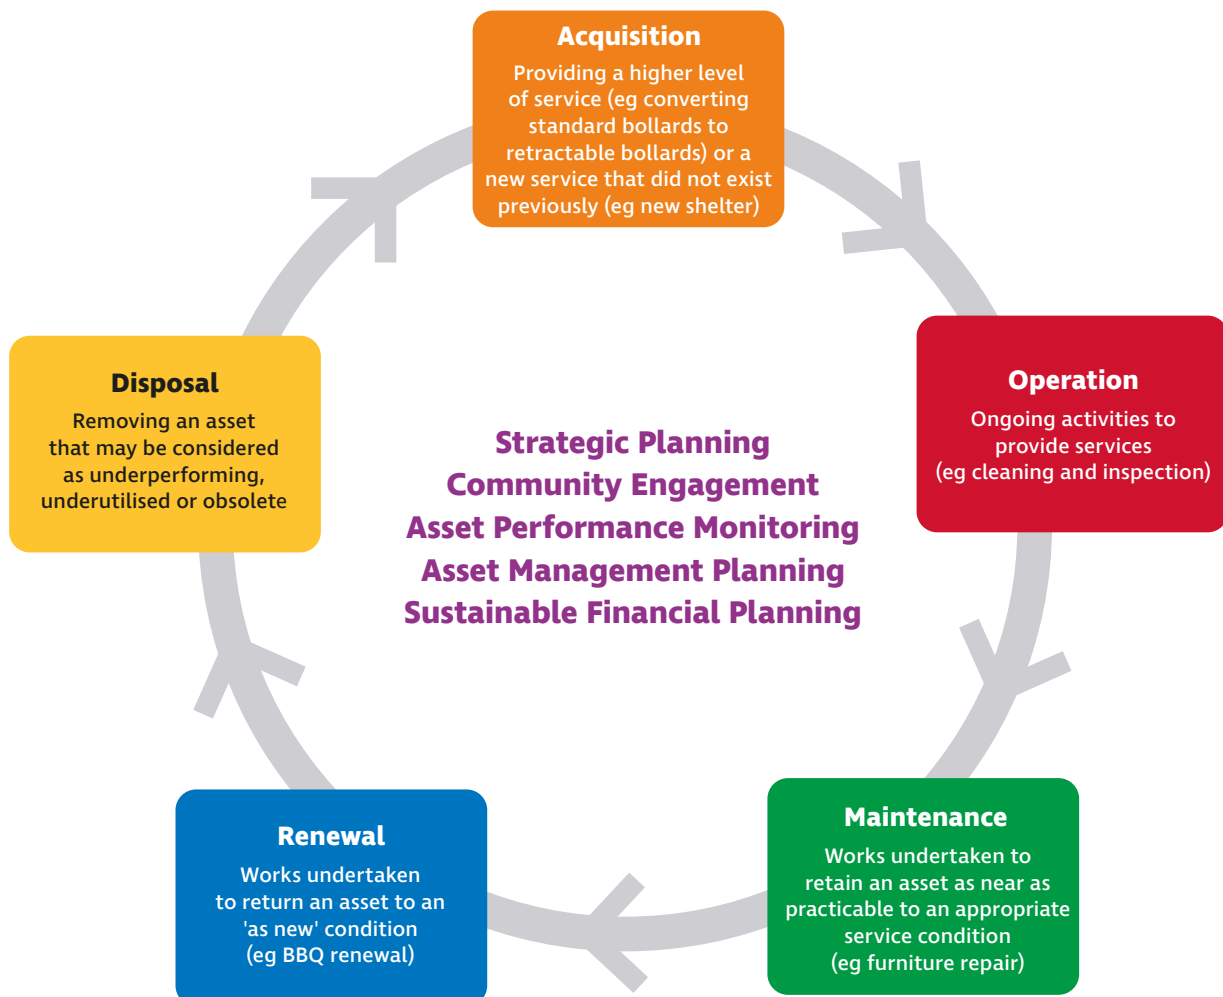 Acquisition
Providing a higher level
of service (eg converting
standard bollards to
retractable bollards) or a
new service that did not exist
previously (eg new shelter)
Operation
Ongoing activities to
provide services
(eg cleaning and inspection)
Maintenance
Works undertaken to
retain an asset as near as
practicable to an appropriate
service condition
(eg furniture repair)
Renewal
Works undertaken
to return an asset to an
'as new' condition
(eg BBQ renewal)
Disposal
Removing an asset
that may be considered
as underperforming,
underutilised or obsolete
Strategic Planning
Community Engagement
Asset Performance Monitoring
Asset Management Planning
Sustainable Financial Planning